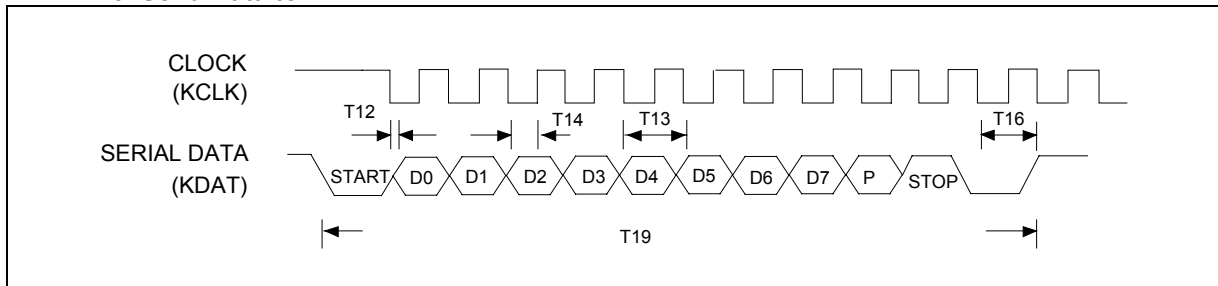 CLOCK
(KCLK)
T12
T14
T13
T16
SERIAL DATA
(KDAT)
START
D0
D1
D2
D3
D4
D5
D6
D7
P
STOP
T19